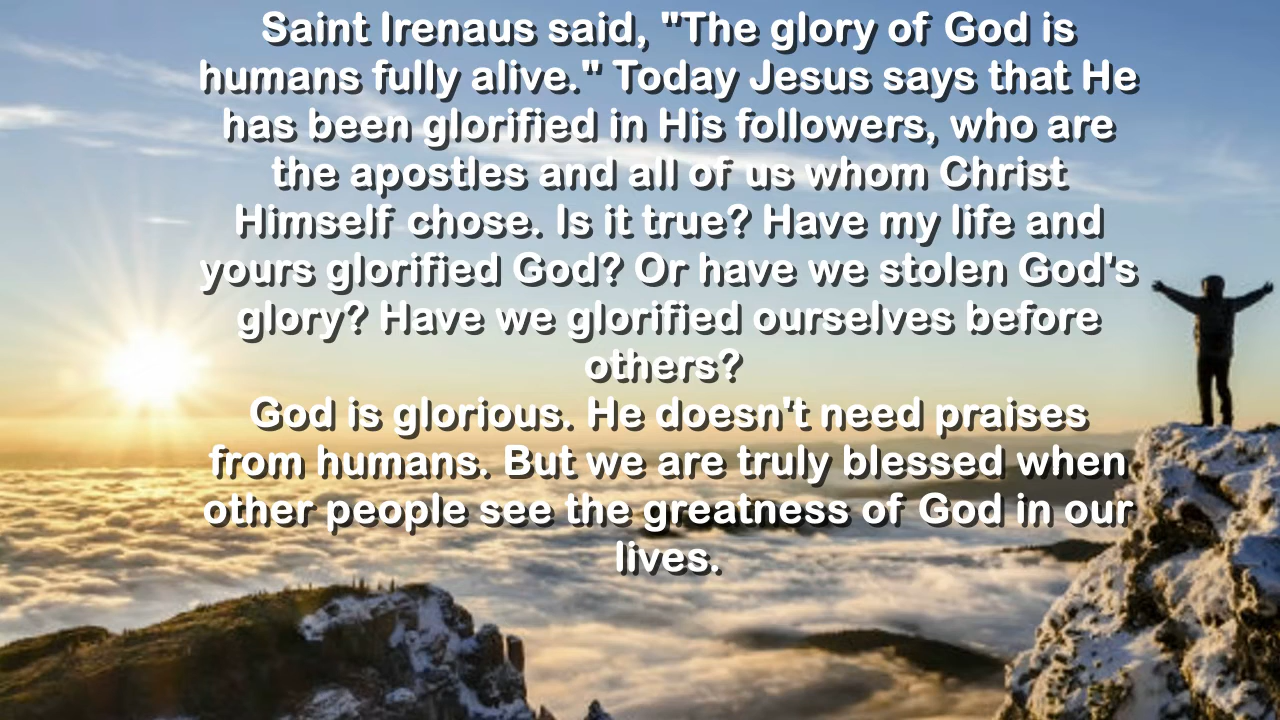 Saint Irenaus said, "The glory of God is
humans fully alive." Today Jesus says that He
has been glorified in His followers, who are
the apostles and all of us whom Christ
Himself chose. Is it true? Have my life and
yours glorified God? Or have we stolen God's
glory? Have we glorified ourselves before
others?
God is glorious. He doesn't need praises
from humans. But we are truly blessed when
other people see the greatness of God in our
lives.